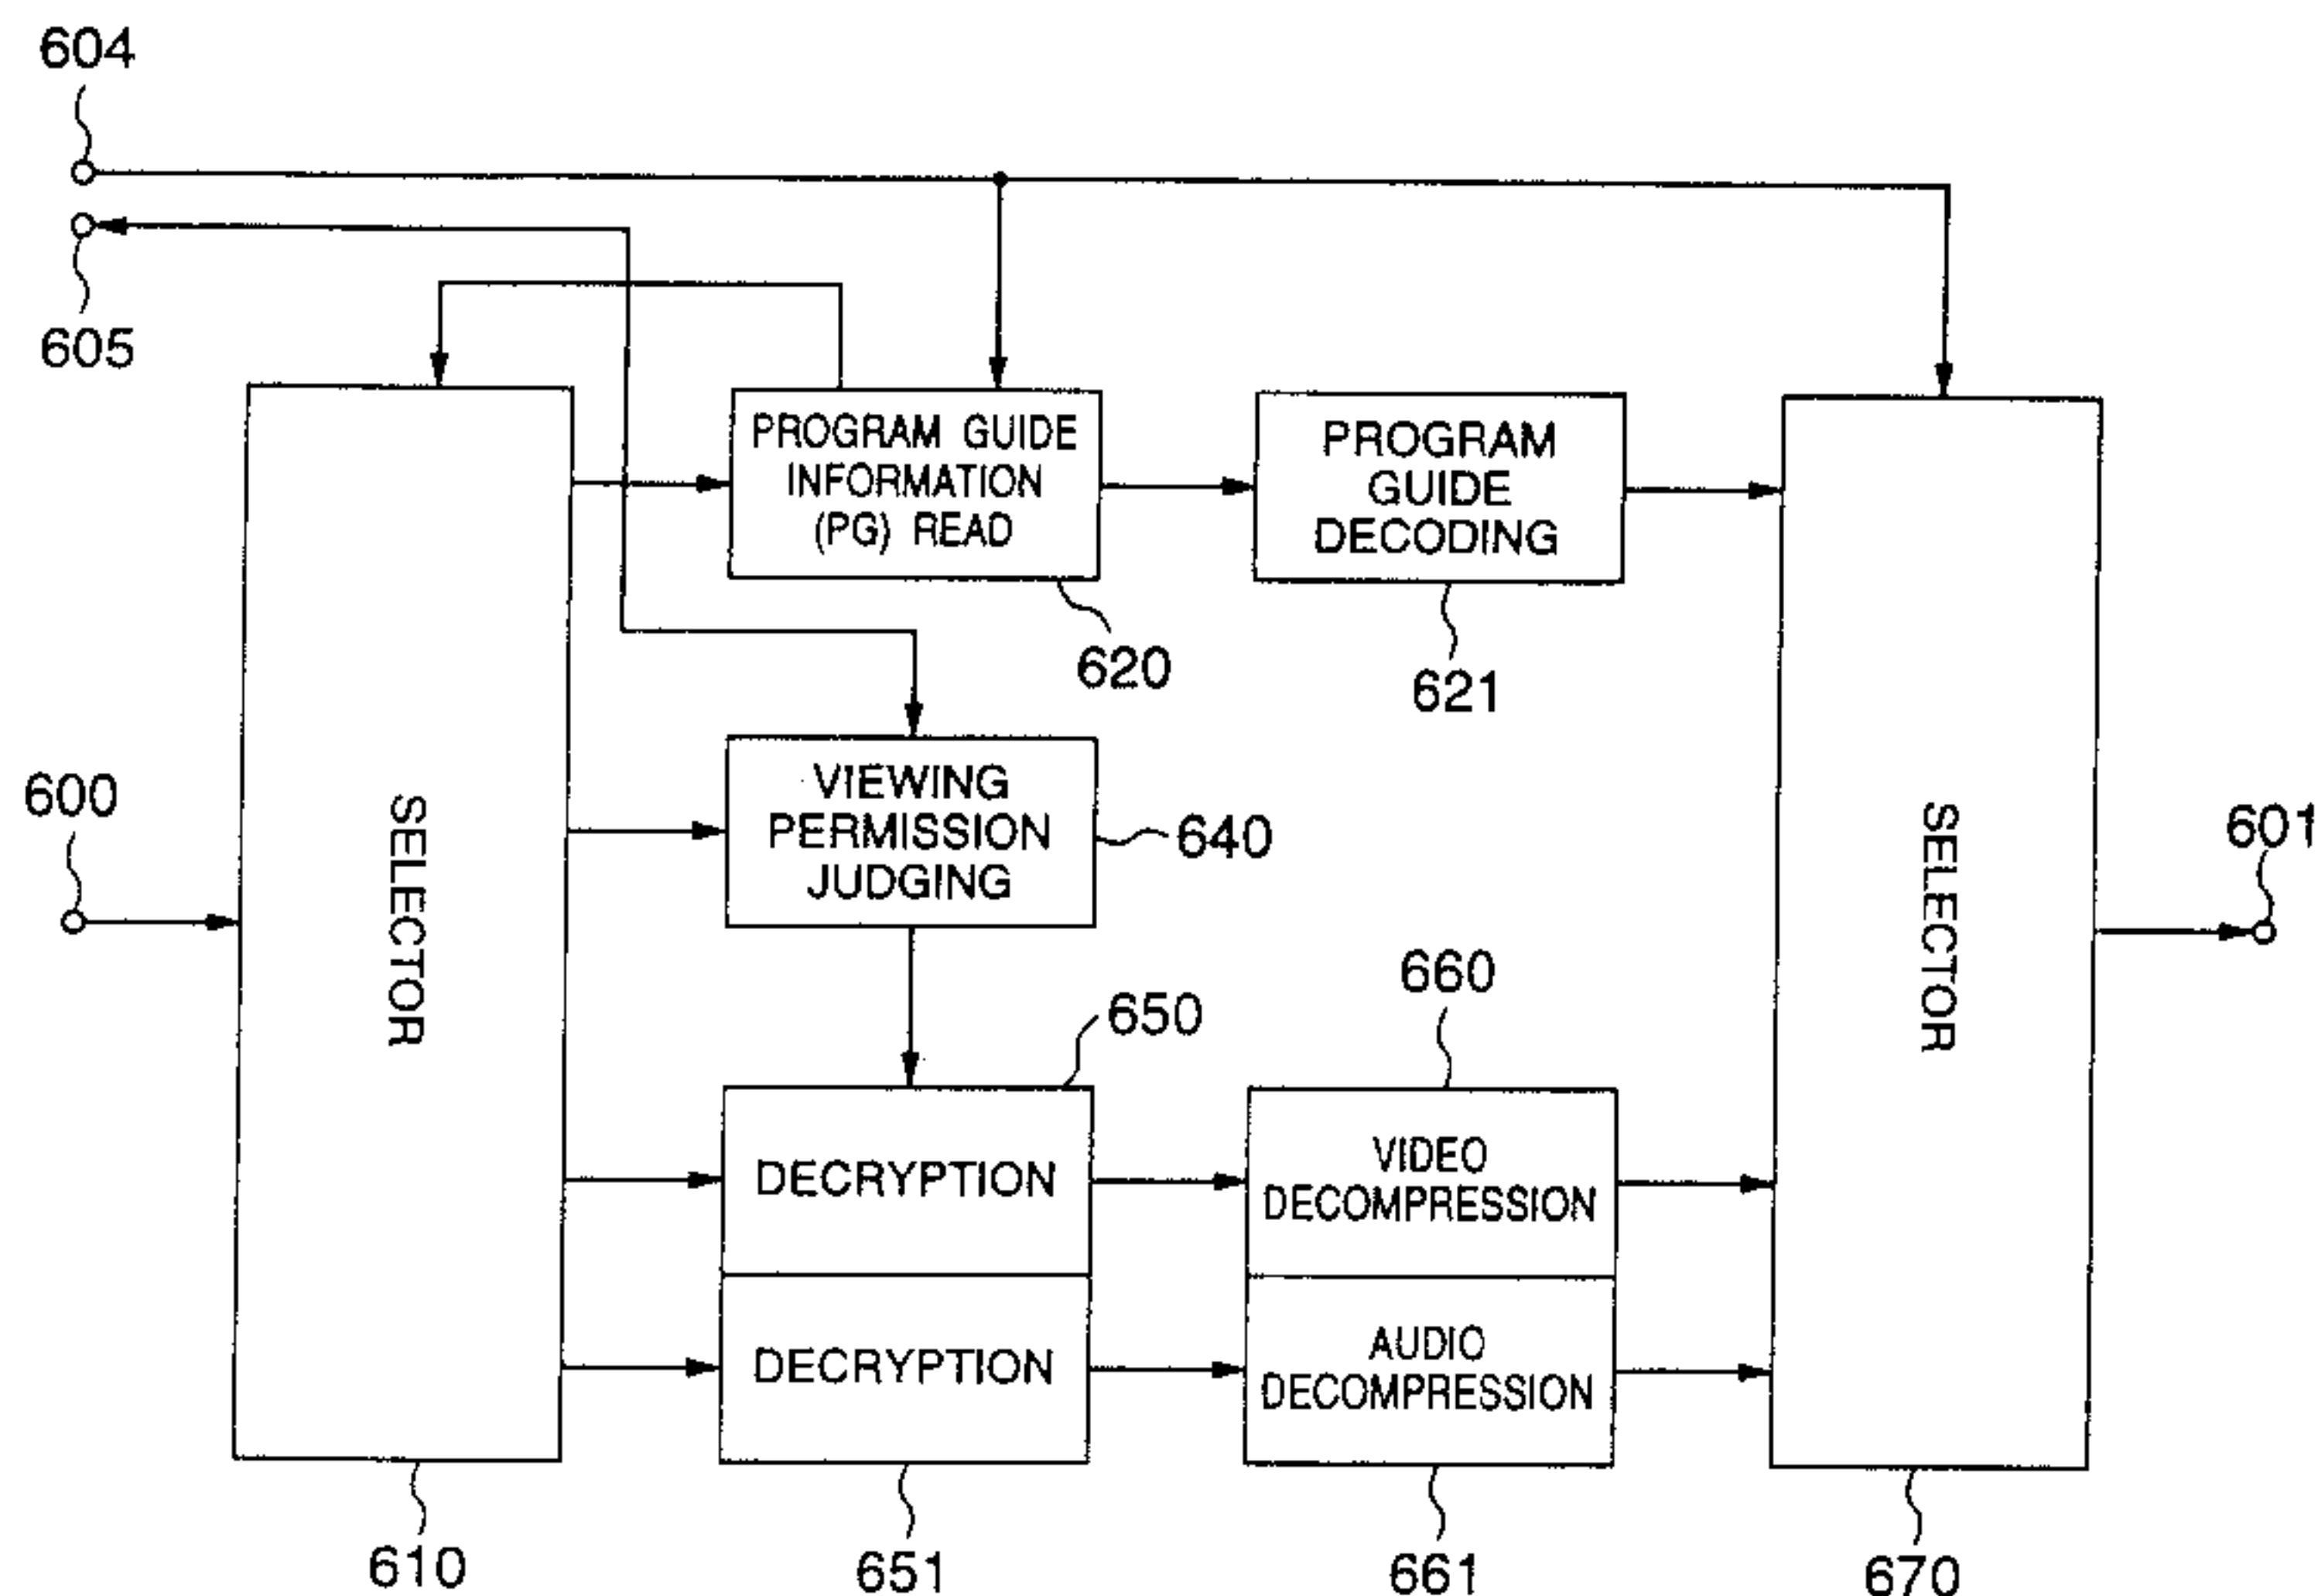 604
605
PROGRAM GUIDE
INFORMATION
(PG) READ
620
PROGRAM
GUIDE
DECODING
621
600
SELECTOR
610
VIEWING
PERMISSION
JUDGING
640
SELECTOR
670
601
650
DECRYPTION
DECRYPTION
651
660
VIDEO
DECOMPRESSION
AUDIO
DECOMPRESSION
661